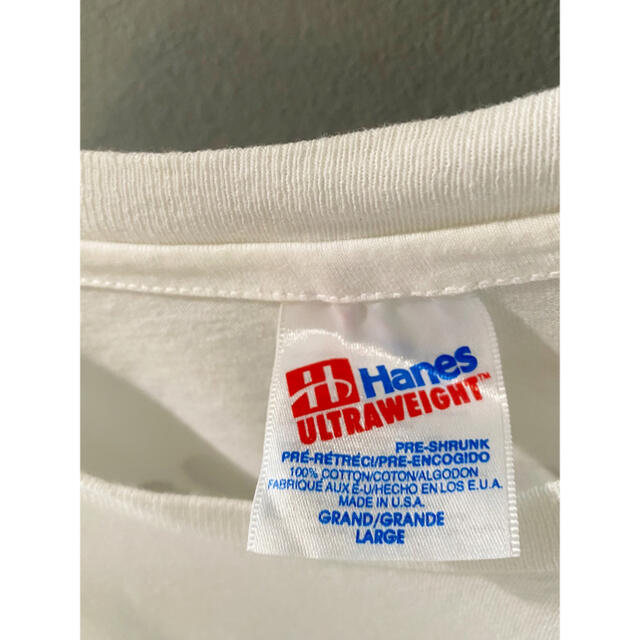 Hanes
ULTRAWEIGHT™
PRE-SHRUNK
PRÉ-RÉTRÉCI/PRE-ENCOGIDO
100% COTTON/COTON/ALGODON
FABRIQUÉ AUX É-U/HECHO EN LOS E.U.A.
MADE IN U.S.A.
GRAND/GRANDE
LARGE